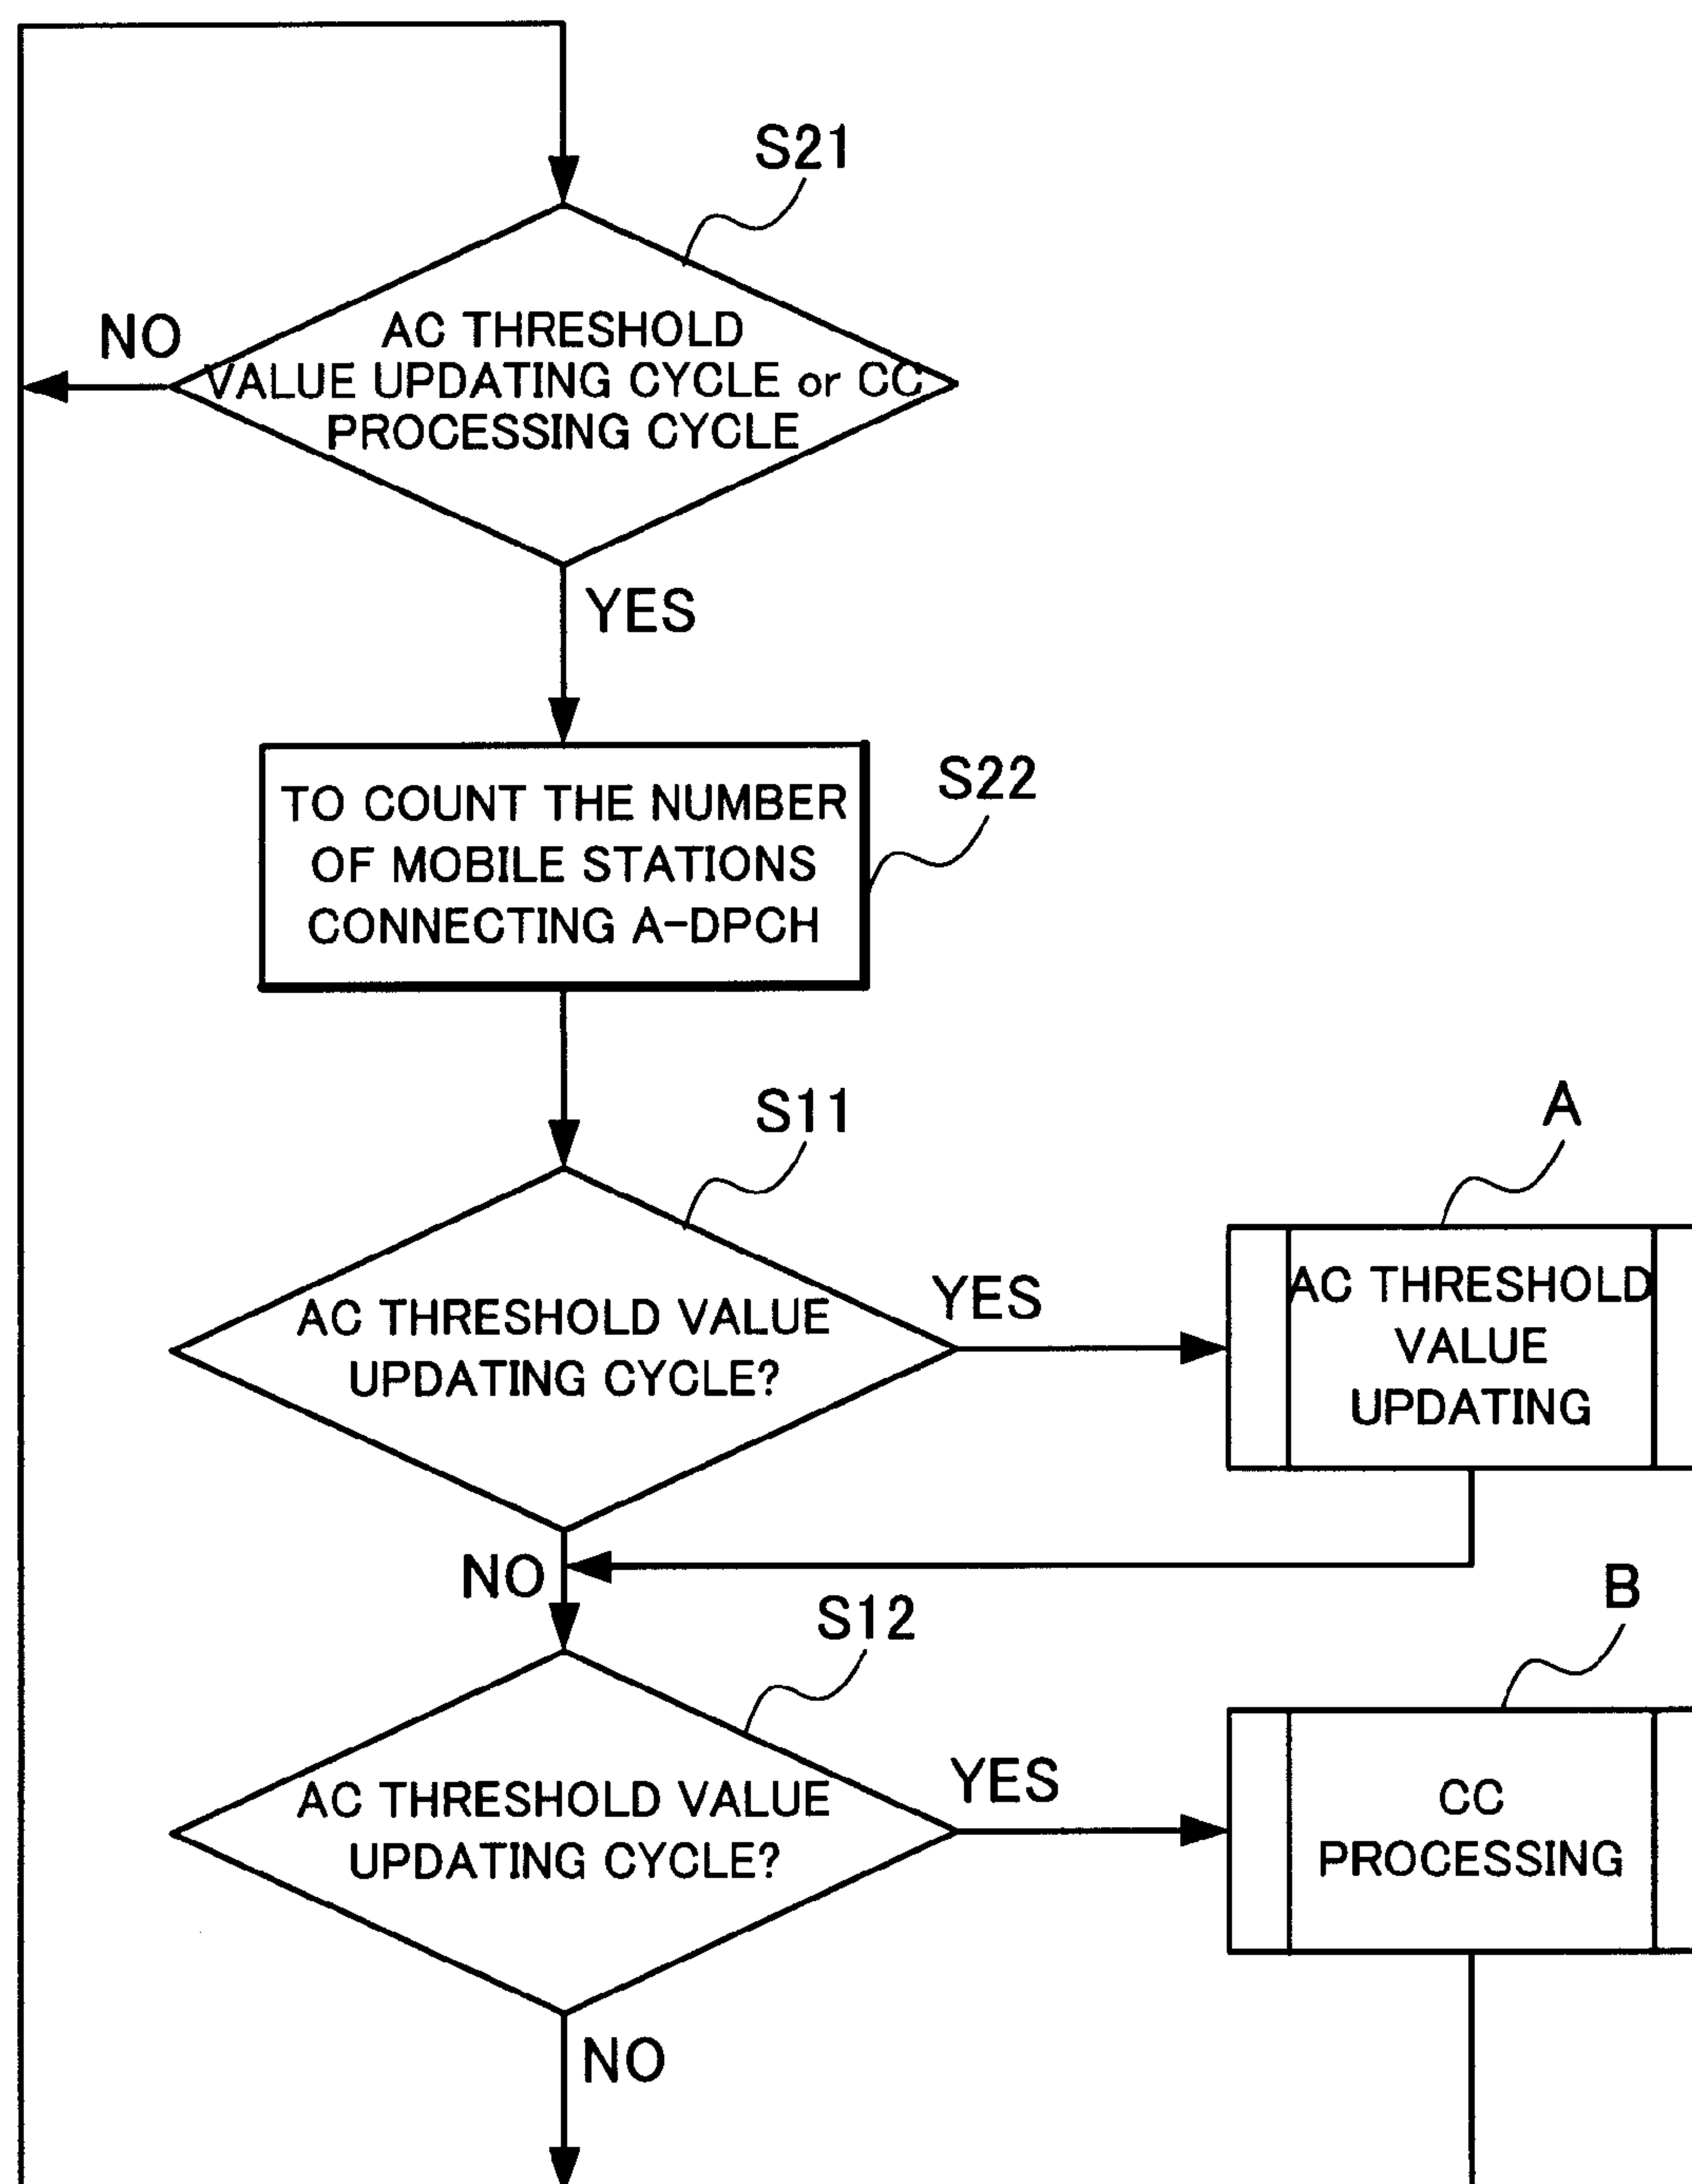 S21
NO
AC THRESHOLD
VALUE UPDATING CYCLE or CC
PROCESSING CYCLE
YES
S22
TO COUNT THE NUMBER
OF MOBILE STATIONS
CONNECTING A-DPCH
S11
A
AC THRESHOLD VALUE
UPDATING CYCLE?
YES
AC THRESHOLD
VALUE
UPDATING
NO
S12
B
AC THRESHOLD VALUE
UPDATING CYCLE?
YES
CC
PROCESSING
NO